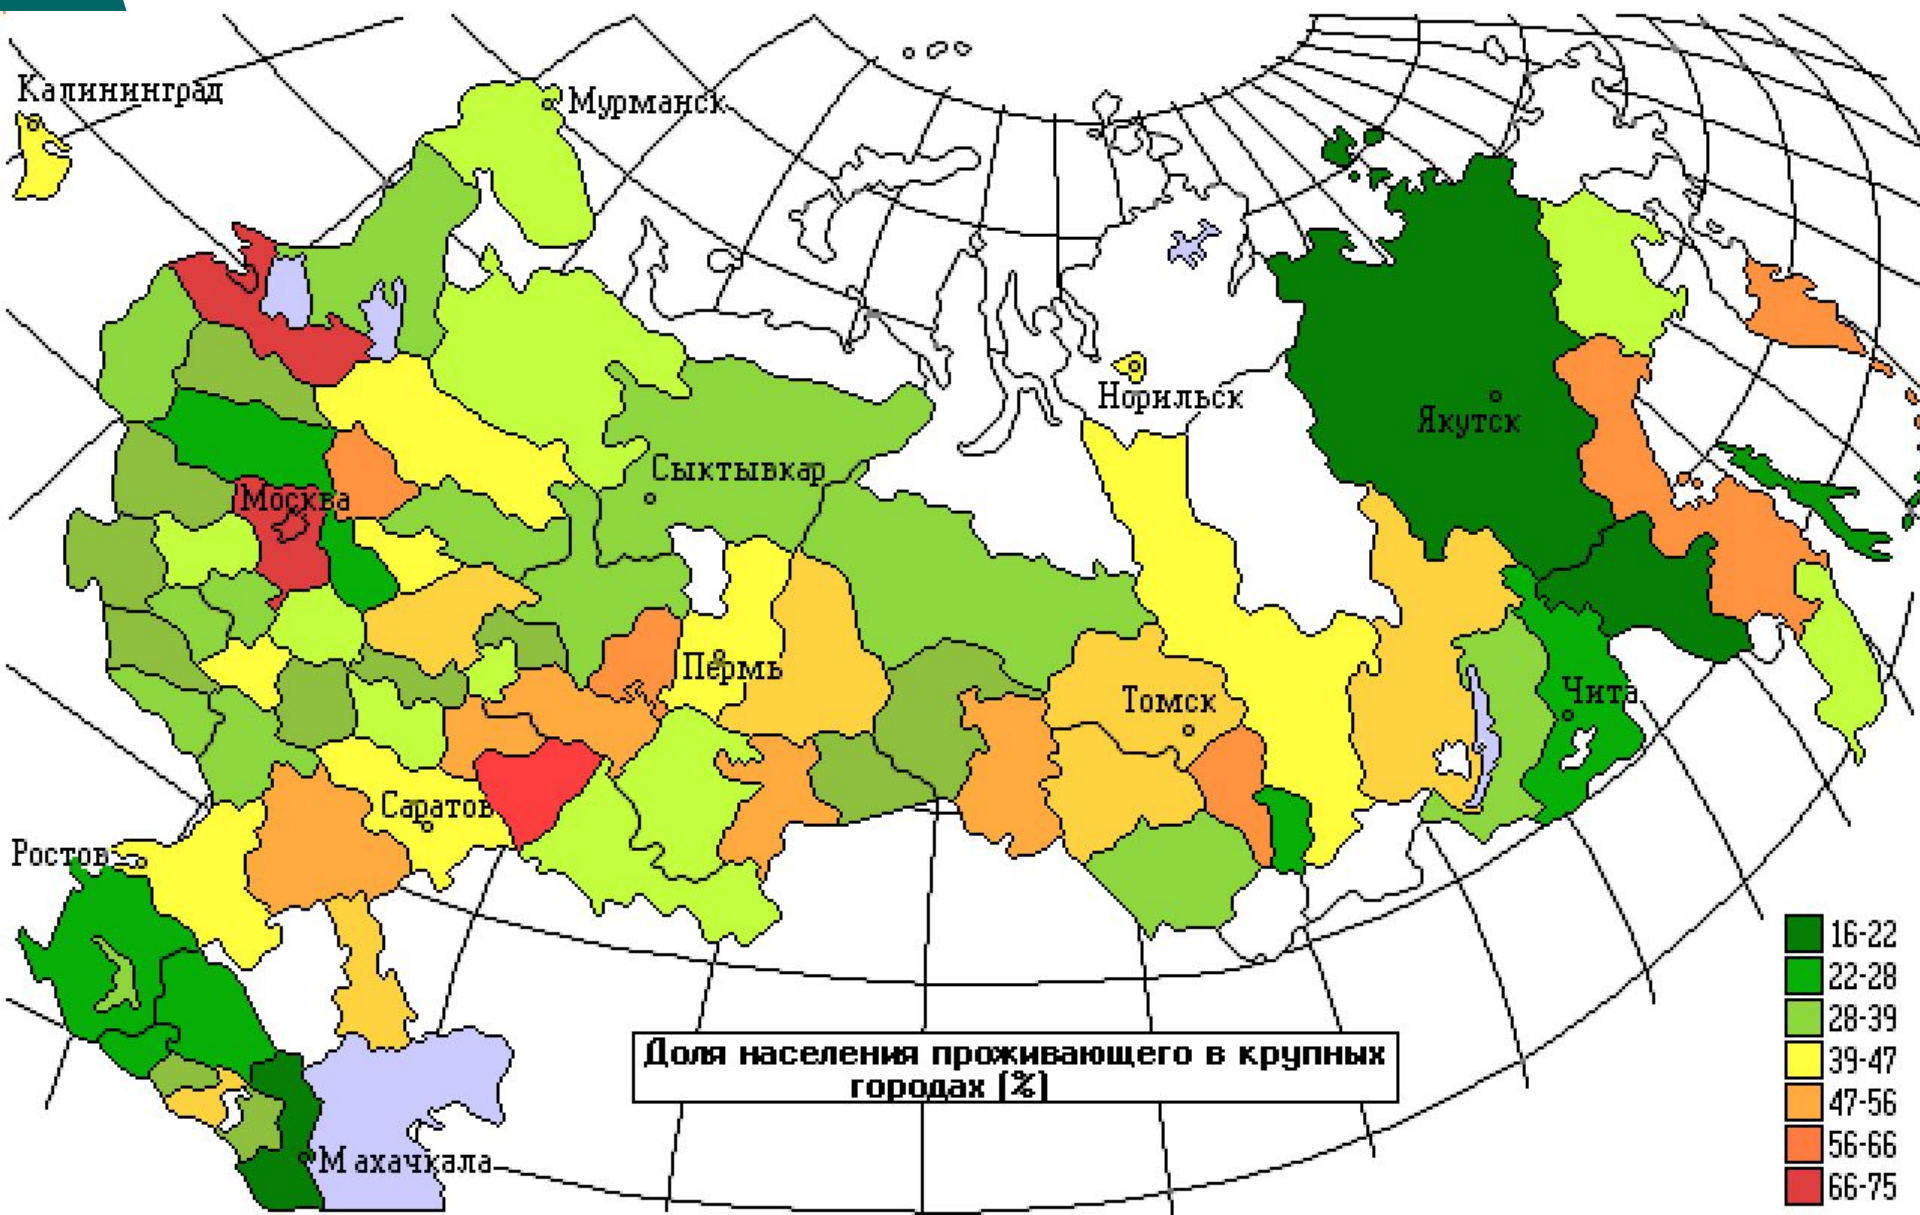 Калининград
Мурманск
Норильск
Якутск
Сыктывкар
Москва
Пермь
Томск
Чита
Саратов
Ростов
Махачкала
Доля населения проживающего в крупных
городах (%)
16-22
22-28
28-39
39-47
47-56
56-66
66-75